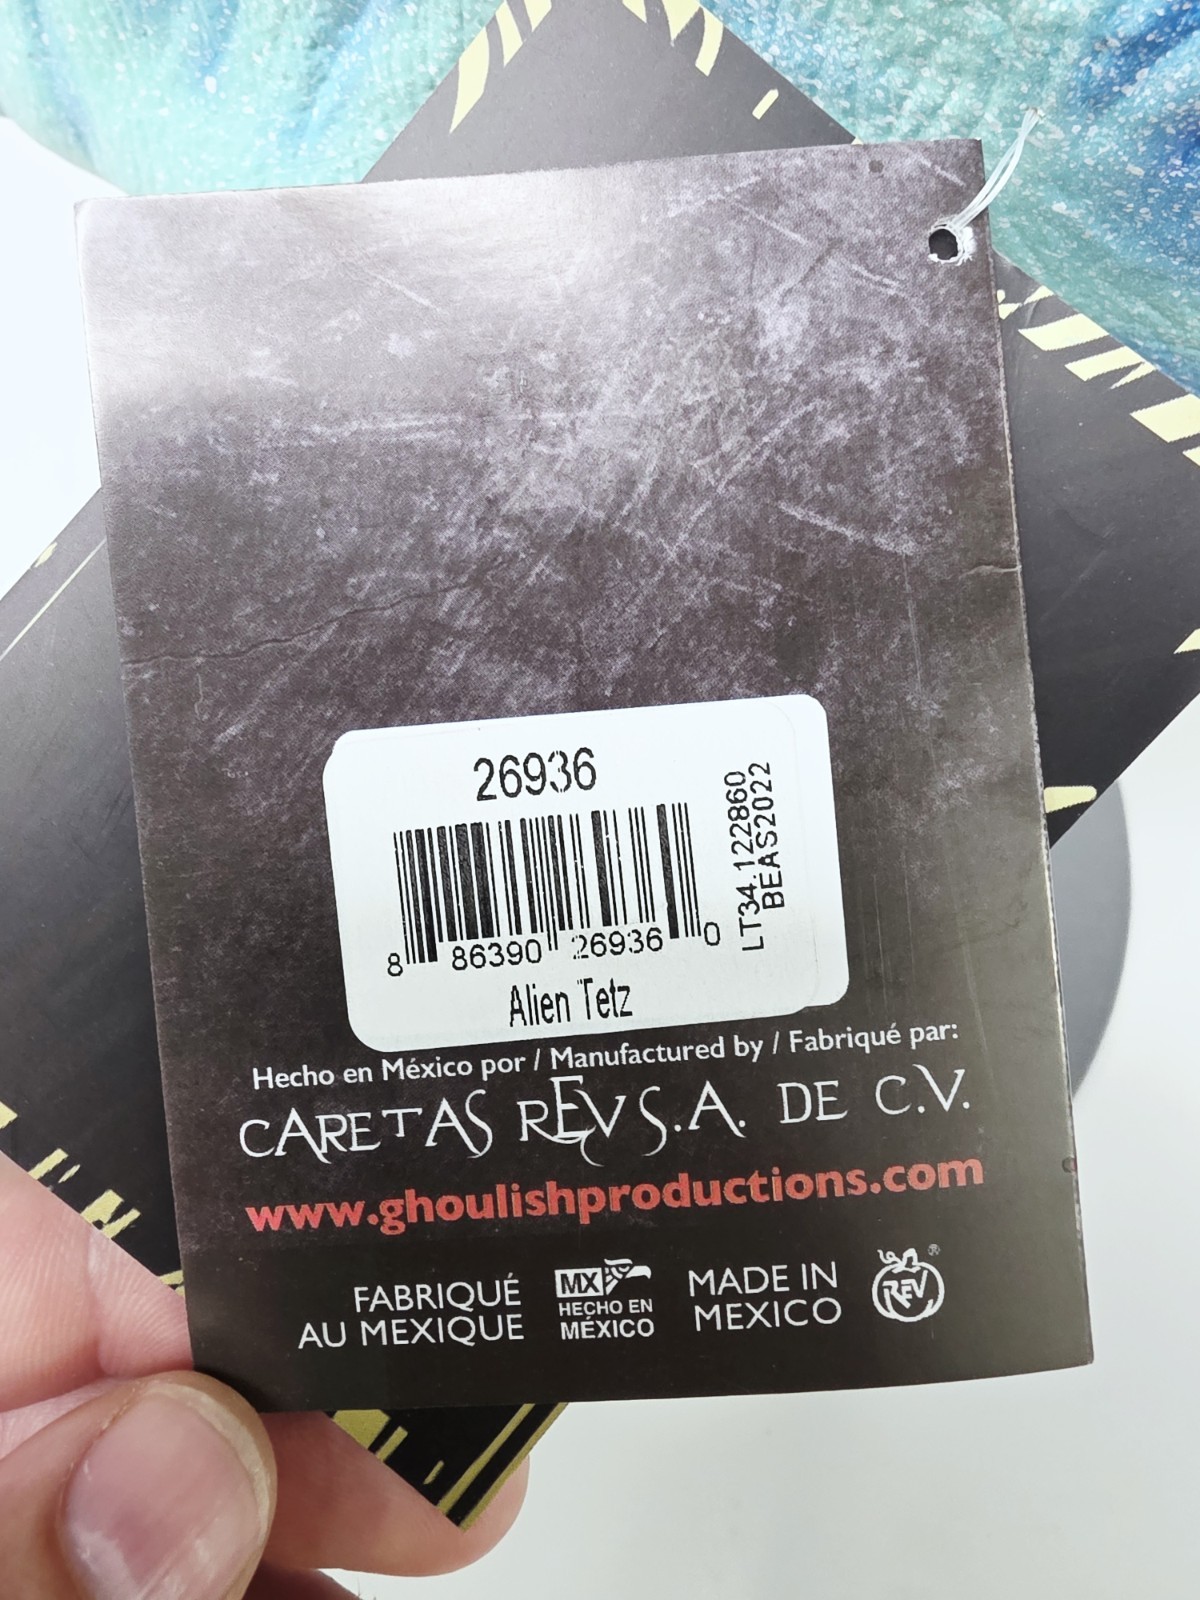 26936
LT34.122860
BEAS2022
8 86390 26936 0
Alien Tetz
Hecho en México por / Manufactured by / Fabriqué par:
CARETAS REV S.A. DE C.V.
www.ghoulishproductions.com
FABRIQUÉ
AU MEXIQUE
MX
HECHO EN
MÉXICO
MADE IN
MEXICO
REV®